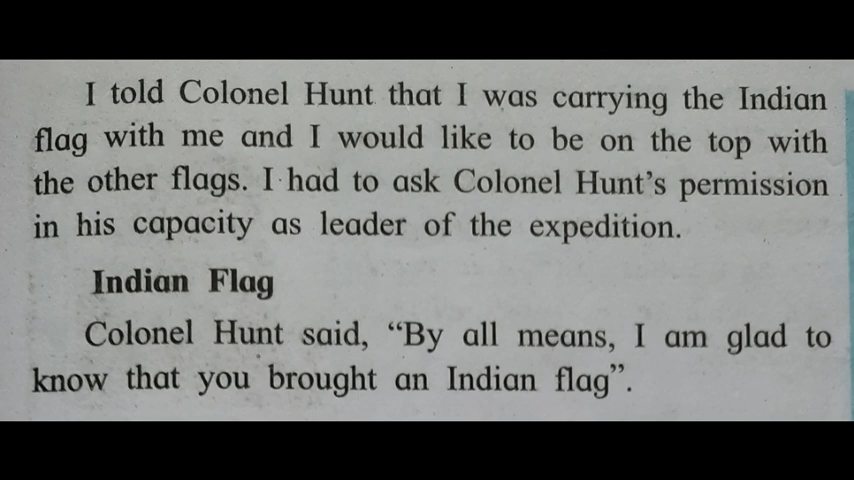 I told Colonel Hunt that I was carrying the Indian
flag with me and I would like to be on the top with
the other flags. I had to ask Colonel Hunt's permission
in his capacity as leader of the expedition.
Indian Flag
Colonel Hunt said, “By all means, I am glad to
know that you brought an Indian flag”.